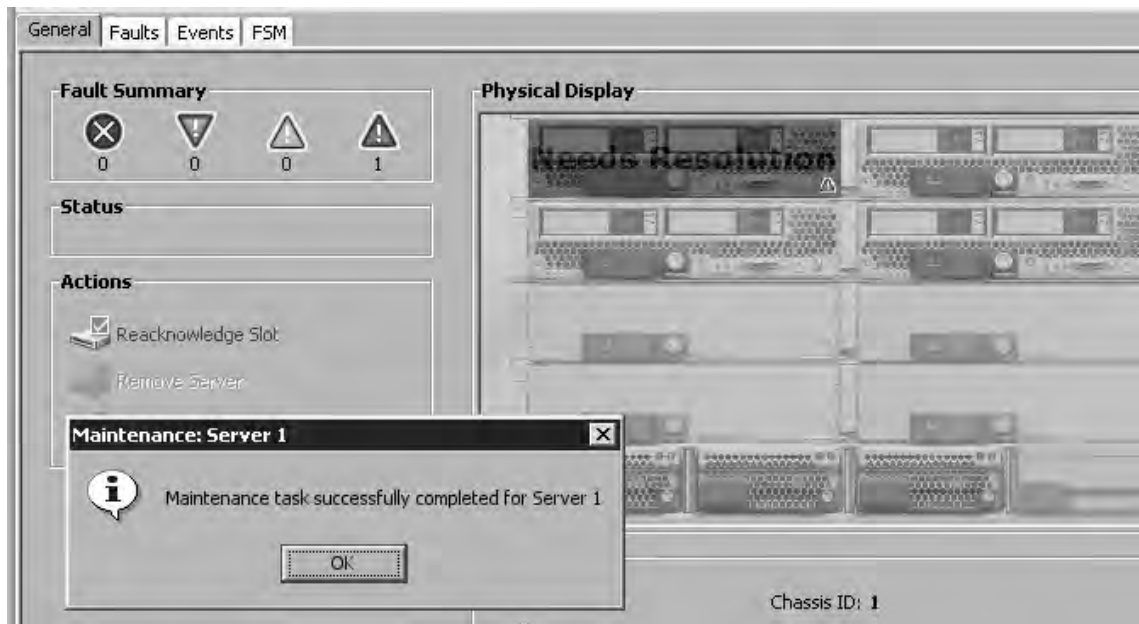 General Faults Events FSM
Fault Summary
0 0 0 1
Status
Actions
Reacknowledge Slot
Remove Server
Physical Display
Needs Resolution
Maintenance: Server 1
Maintenance task successfully completed for Server 1
OK
Chassis ID: 1